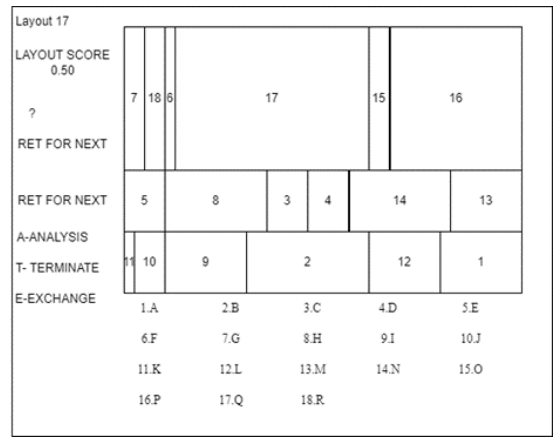 Layout 17
LAYOUT SCORE
0.50
?
RET FOR NEXT
7 18 6 17 15 16
RET FOR NEXT
5 8 3 4 14 13
A-ANALYSIS
T- TERMINATE
11 10 9 2 12 1
E-EXCHANGE
1.A 2.B 3.C 4.D 5.E
6.F 7.G 8.H 9.I 10.J
11.K 12.L 13.M 14.N 15.O
16.P 17.Q 18.R